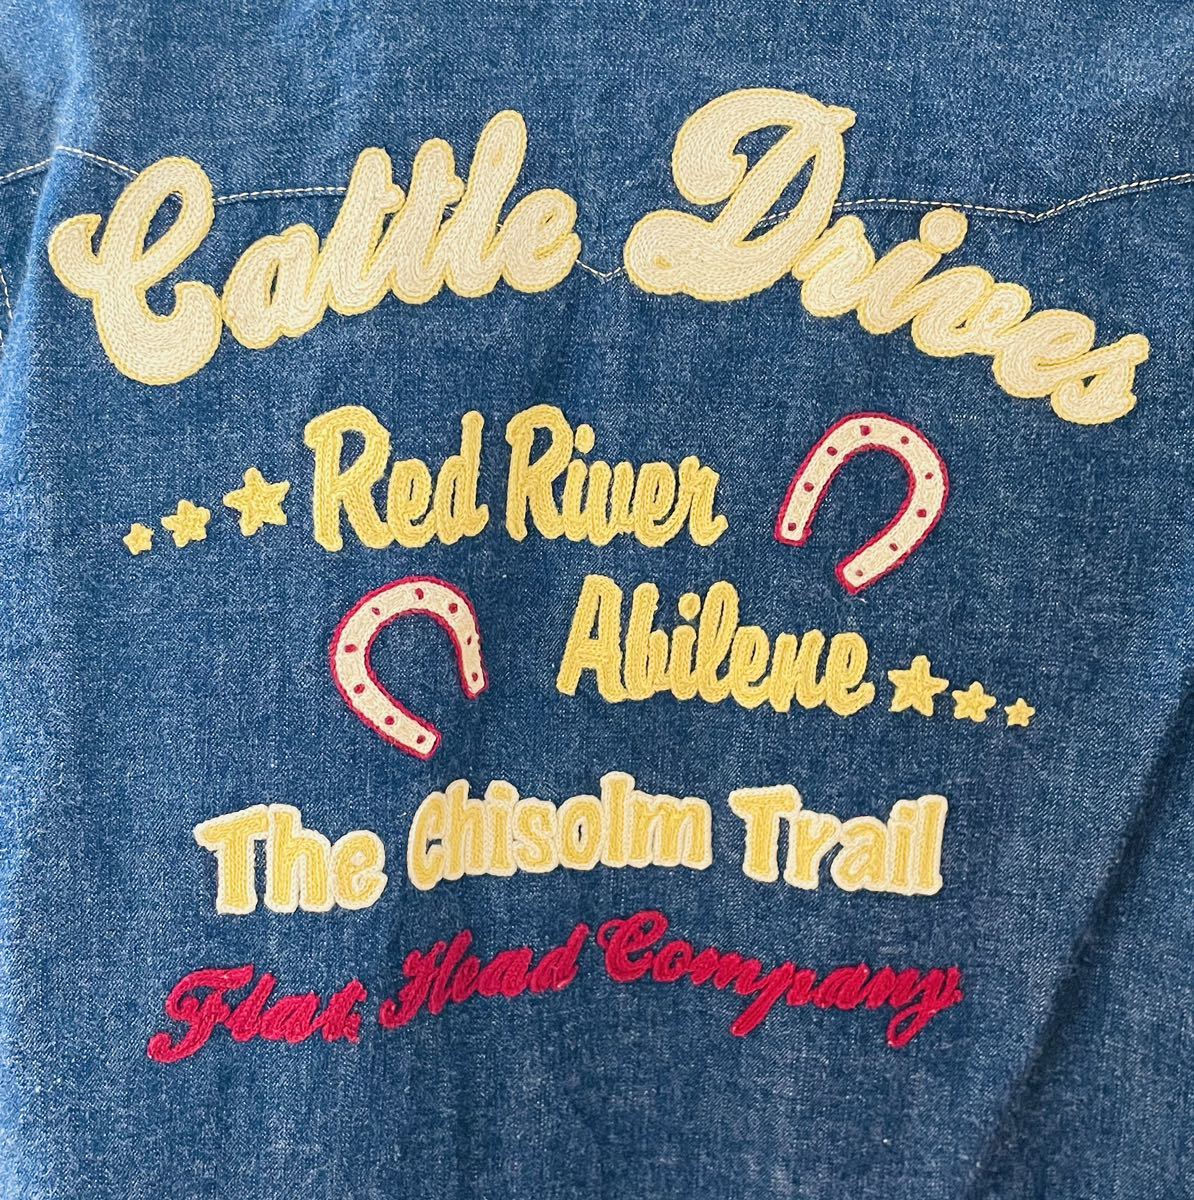 Cattle Drives
Red River
Abilene
The Chisolm Trail
Flat Head Company